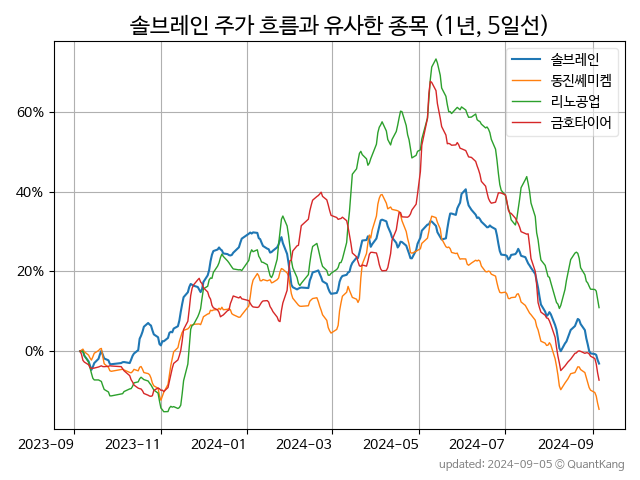 솔브레인 주가 흐름과 유사한 종목 (1년, 5일선)
솔브레인
동진쎄미켐
리노공업
금호타이어
60%
40%
20%
0%
2023-09 2023-11 2024-01 2024-03 2024-05 2024-07 2024-09
updated: 2024-09-05 © QuantKang